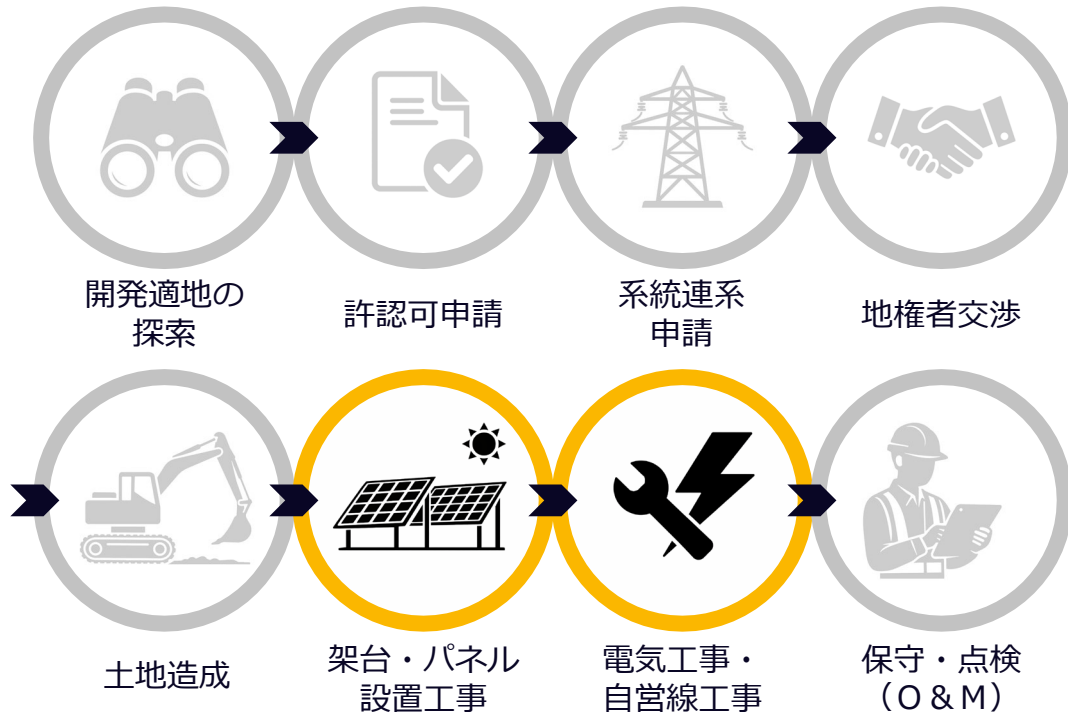 開発適地の
探索
許認可申請
系統連系
申請
地権者交渉
土地造成
架台・パネル
設置工事
電気工事・
自営線工事
保守・点検
（Ｏ＆Ｍ）